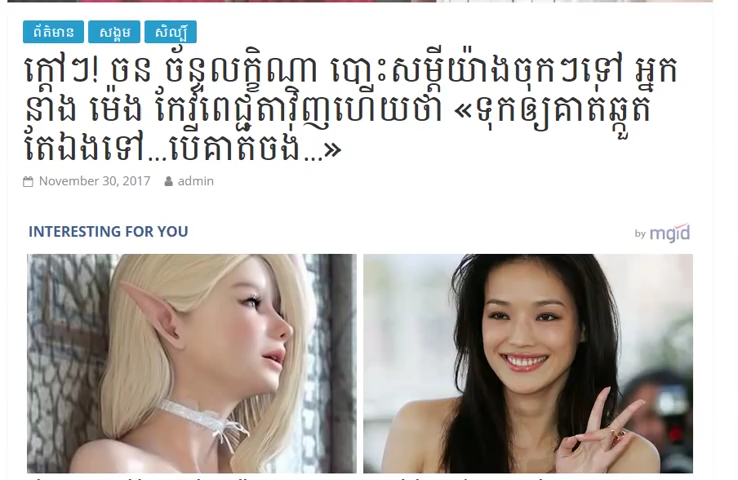 ព័ត៌មាន សង្គម សិល្បៈ
ក្ដៅៗ! ចន ច័ន្ទលក្ខិណា បោះសម្ដីយ៉ាងចុកៗទៅ អ្នក
នាង ម៉េង កែវពេជ្ជតាវិញហើយថា «ទុកឲ្យគាត់ឆ្កួត
តែឯងទៅ...បើគាត់ចង់...»
November 30, 2017 admin
INTERESTING FOR YOU
by mgid